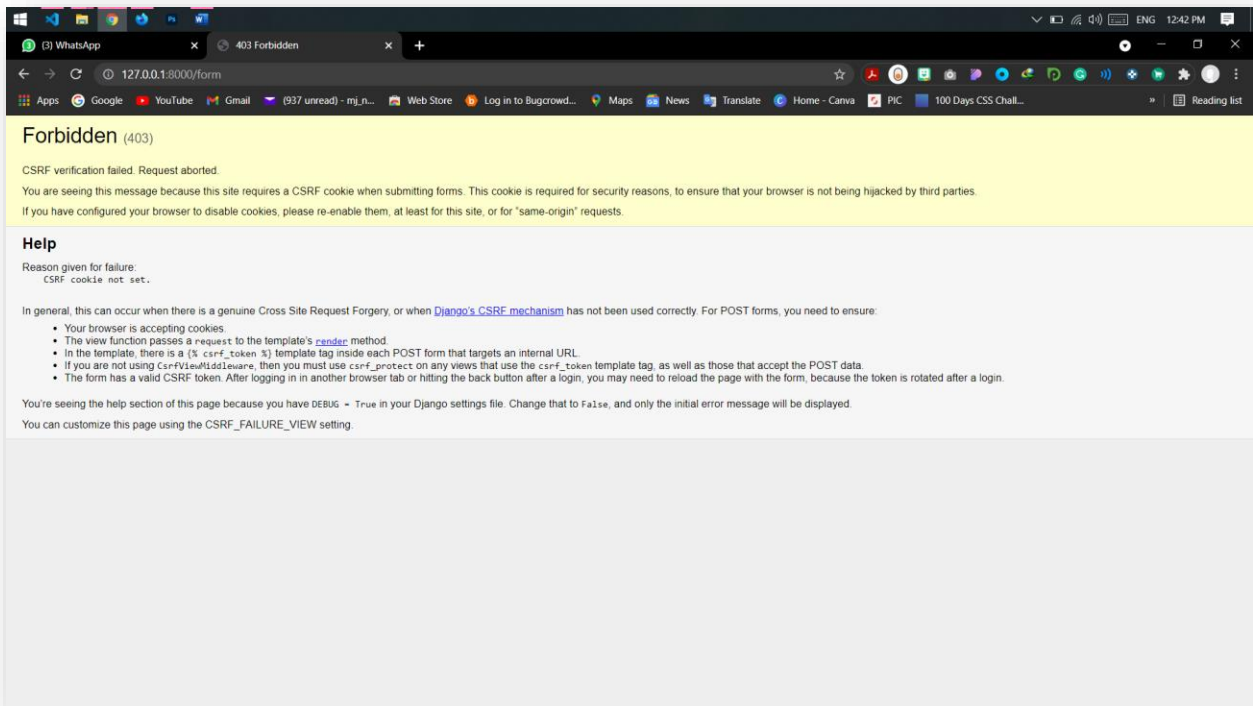 ENG 12:42 PM
(3) WhatsApp
403 Forbidden
127.0.0.1:8000/form
Apps Google YouTube Gmail (937 unread) - mj_n... Web Store Log in to Bugcrowd... Maps News Translate Home - Canva PIC 100 Days CSS Chall... » Reading list
Forbidden (403)
CSRF verification failed. Request aborted.
You are seeing this message because this site requires a CSRF cookie when submitting forms. This cookie is required for security reasons, to ensure that your browser is not being hijacked by third parties.
If you have configured your browser to disable cookies, please re-enable them, at least for this site, or for “same-origin” requests.
Help
Reason given for failure:
CSRF cookie not set.
In general, this can occur when there is a genuine Cross Site Request Forgery, or when Django's CSRF mechanism has not been used correctly. For POST forms, you need to ensure:
• Your browser is accepting cookies.
• The view function passes a request to the template's render method.
• In the template, there is a {% csrf_token %} template tag inside each POST form that targets an internal URL.
• If you are not using CsrfViewMiddleware, then you must use csrf_protect on any views that use the csrf_token template tag, as well as those that accept the POST data.
• The form has a valid CSRF token. After logging in in another browser tab or hitting the back button after a login, you may need to reload the page with the form, because the token is rotated after a login.
You're seeing the help section of this page because you have DEBUG = True in your Django settings file. Change that to False, and only the initial error message will be displayed.
You can customize this page using the CSRF_FAILURE_VIEW setting.